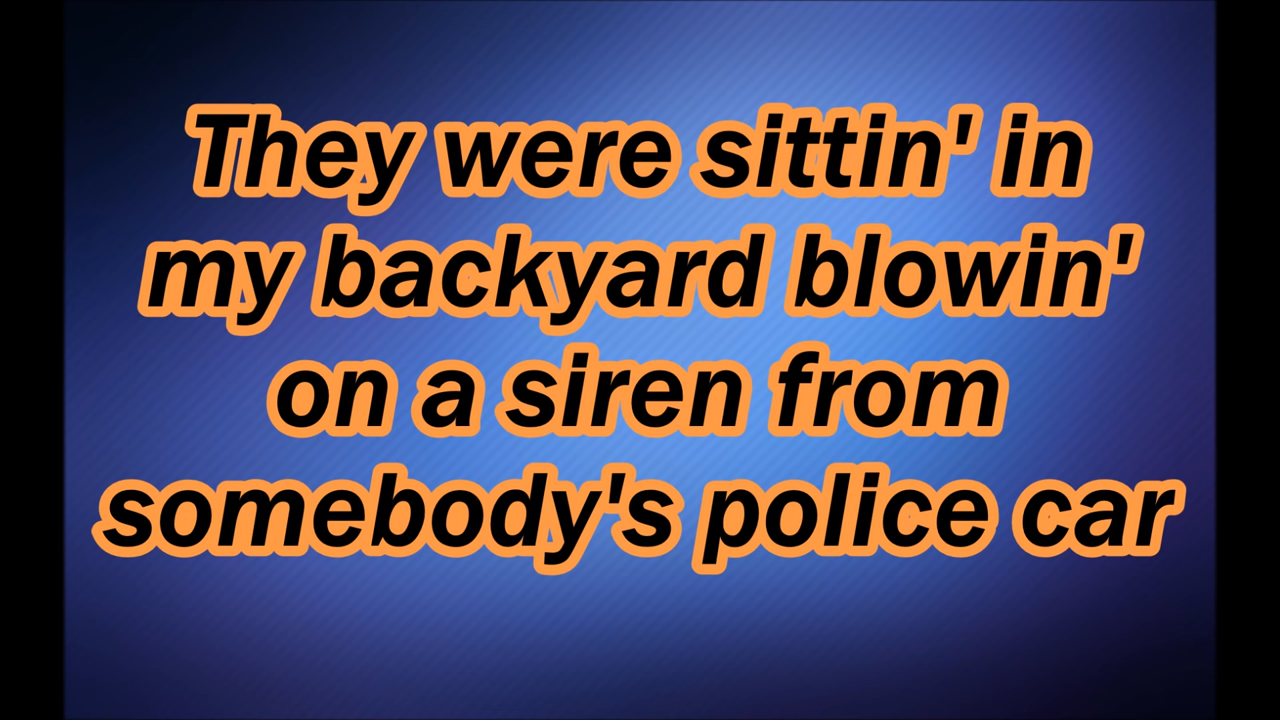 They were sittin' in
my backyard blowin'
on a siren from
somebody's police car